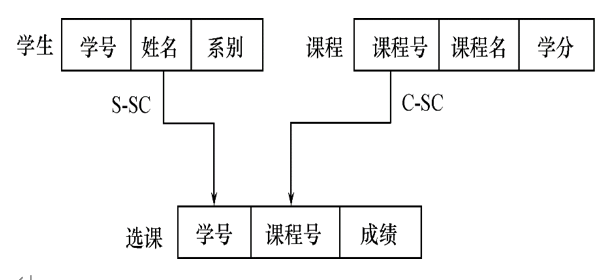 学生 学号 姓名 系别 课程 课程号 课程名 学分
S-SC C-SC
选课 学号 课程号 成绩